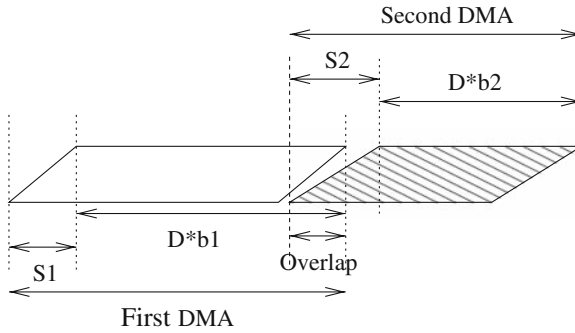 Second DMA
S2
D*b2
D*b1
S1
Overlap
First DMA